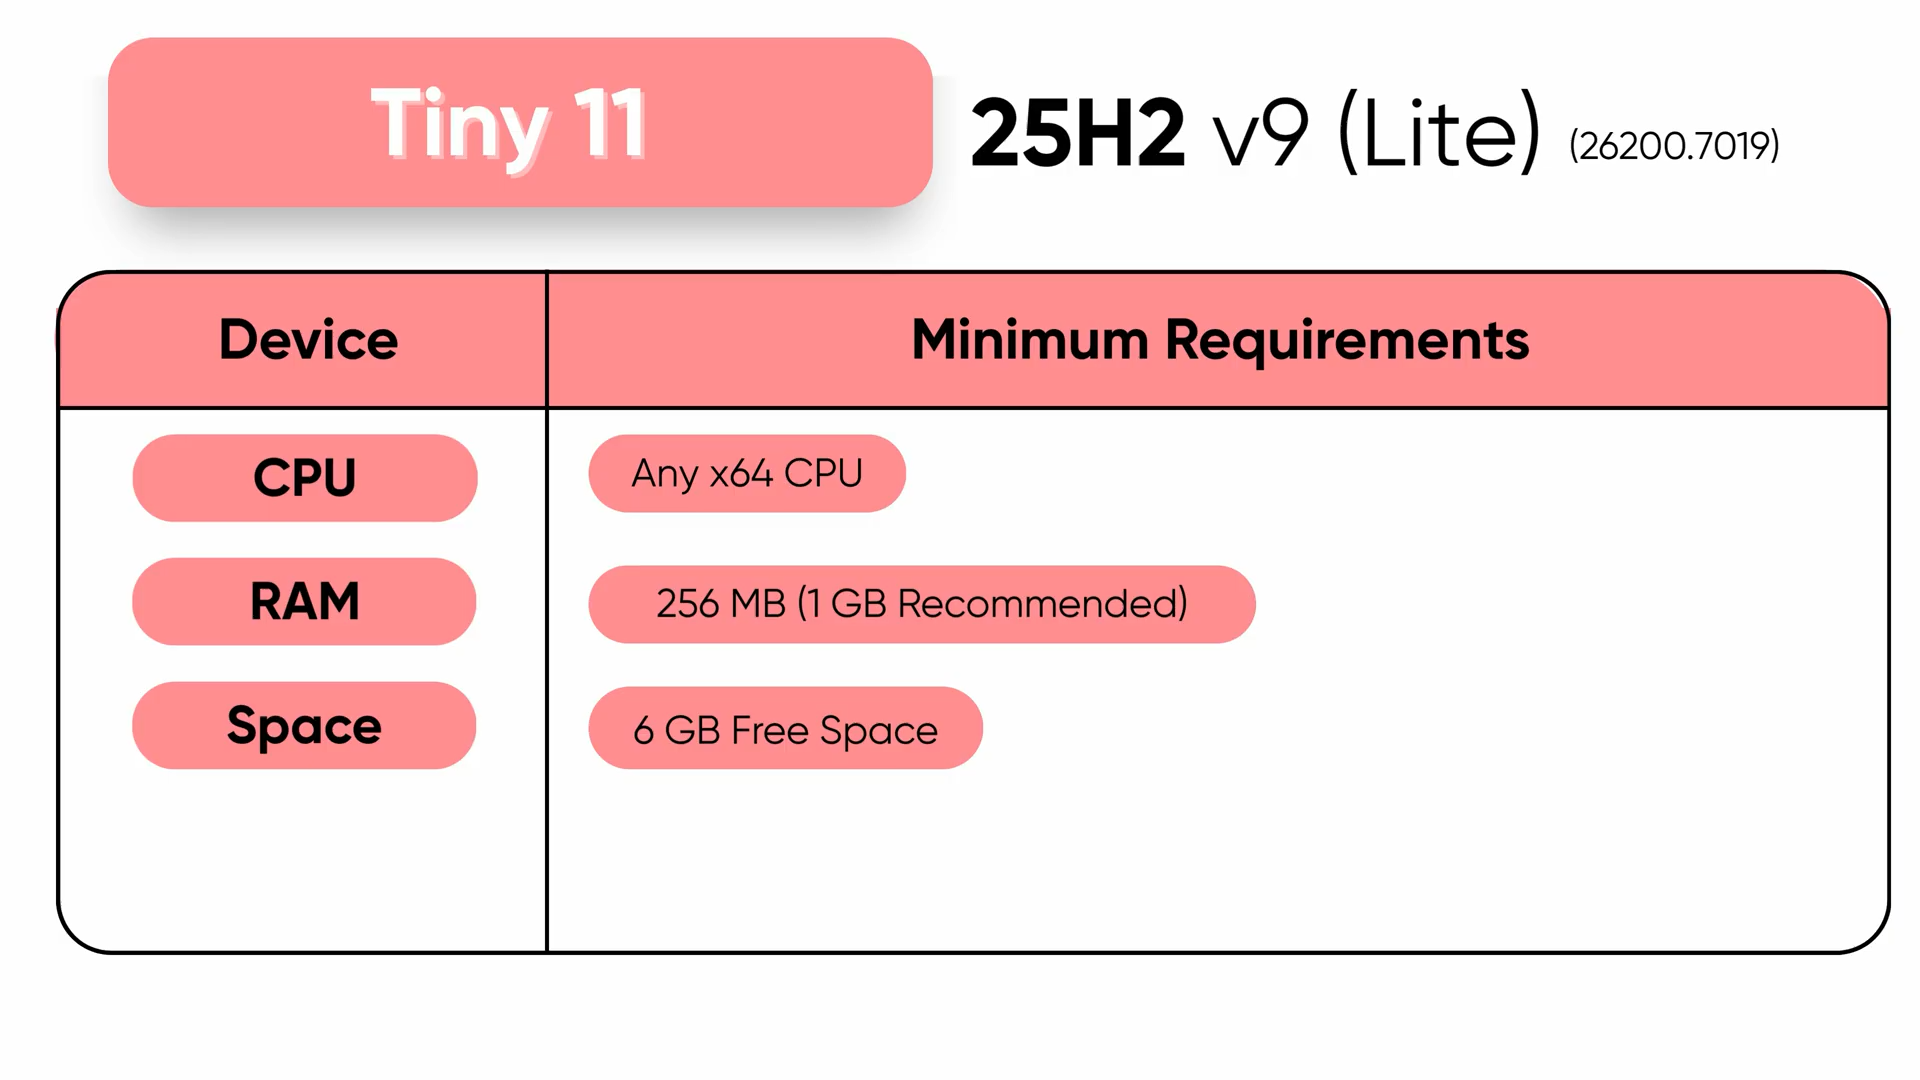 Tiny 11
25H2 v9 (Lite) (26200.7019)
Device
Minimum Requirements
CPU
Any x64 CPU
RAM
256 MB (1 GB Recommended)
Space
6 GB Free Space